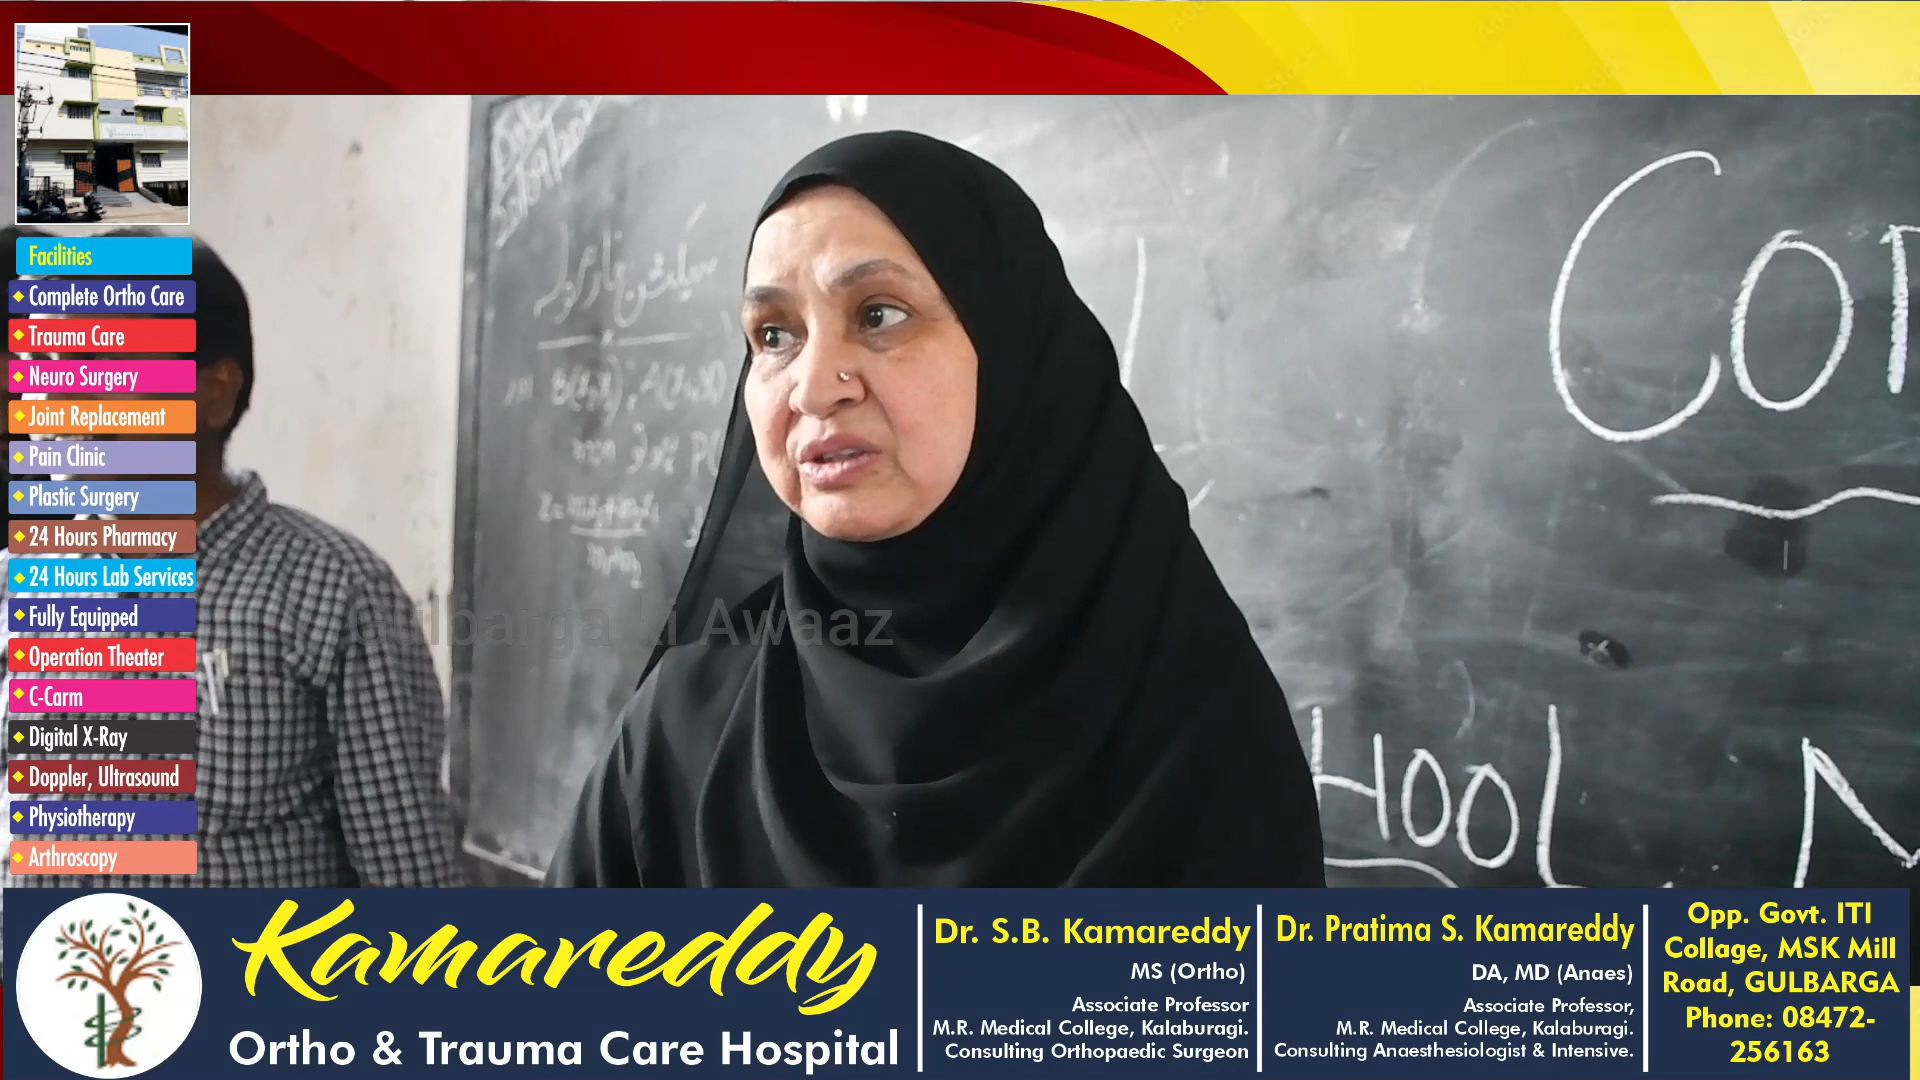 Facilities
Complete Ortho Care
Trauma Care
Neuro Surgery
Joint Replacement
Pain Clinic
Plastic Surgery
24 Hours Pharmacy
24 Hours Lab Services
Fully Equipped
Operation Theater
C-Carm
Digital X-Ray
Doppler, Ultrasound
Physiotherapy
Arthroscopy
Con
HOOL
Gulbarga ki Awaaz
Kamareddy
Ortho & Trauma Care Hospital
Dr. S.B. Kamareddy
MS (Ortho)
Associate Professor
M.R. Medical College, Kalaburagi.
Consulting Orthopaedic Surgeon
Dr. Pratima S. Kamareddy
DA, MD (Anaes)
Associate Professor,
M.R. Medical College, Kalaburagi.
Consulting Anaesthesiologist & Intensive.
Opp. Govt. ITI
Collage, MSK Mill
Road, GULBARGA
Phone: 08472-
256163